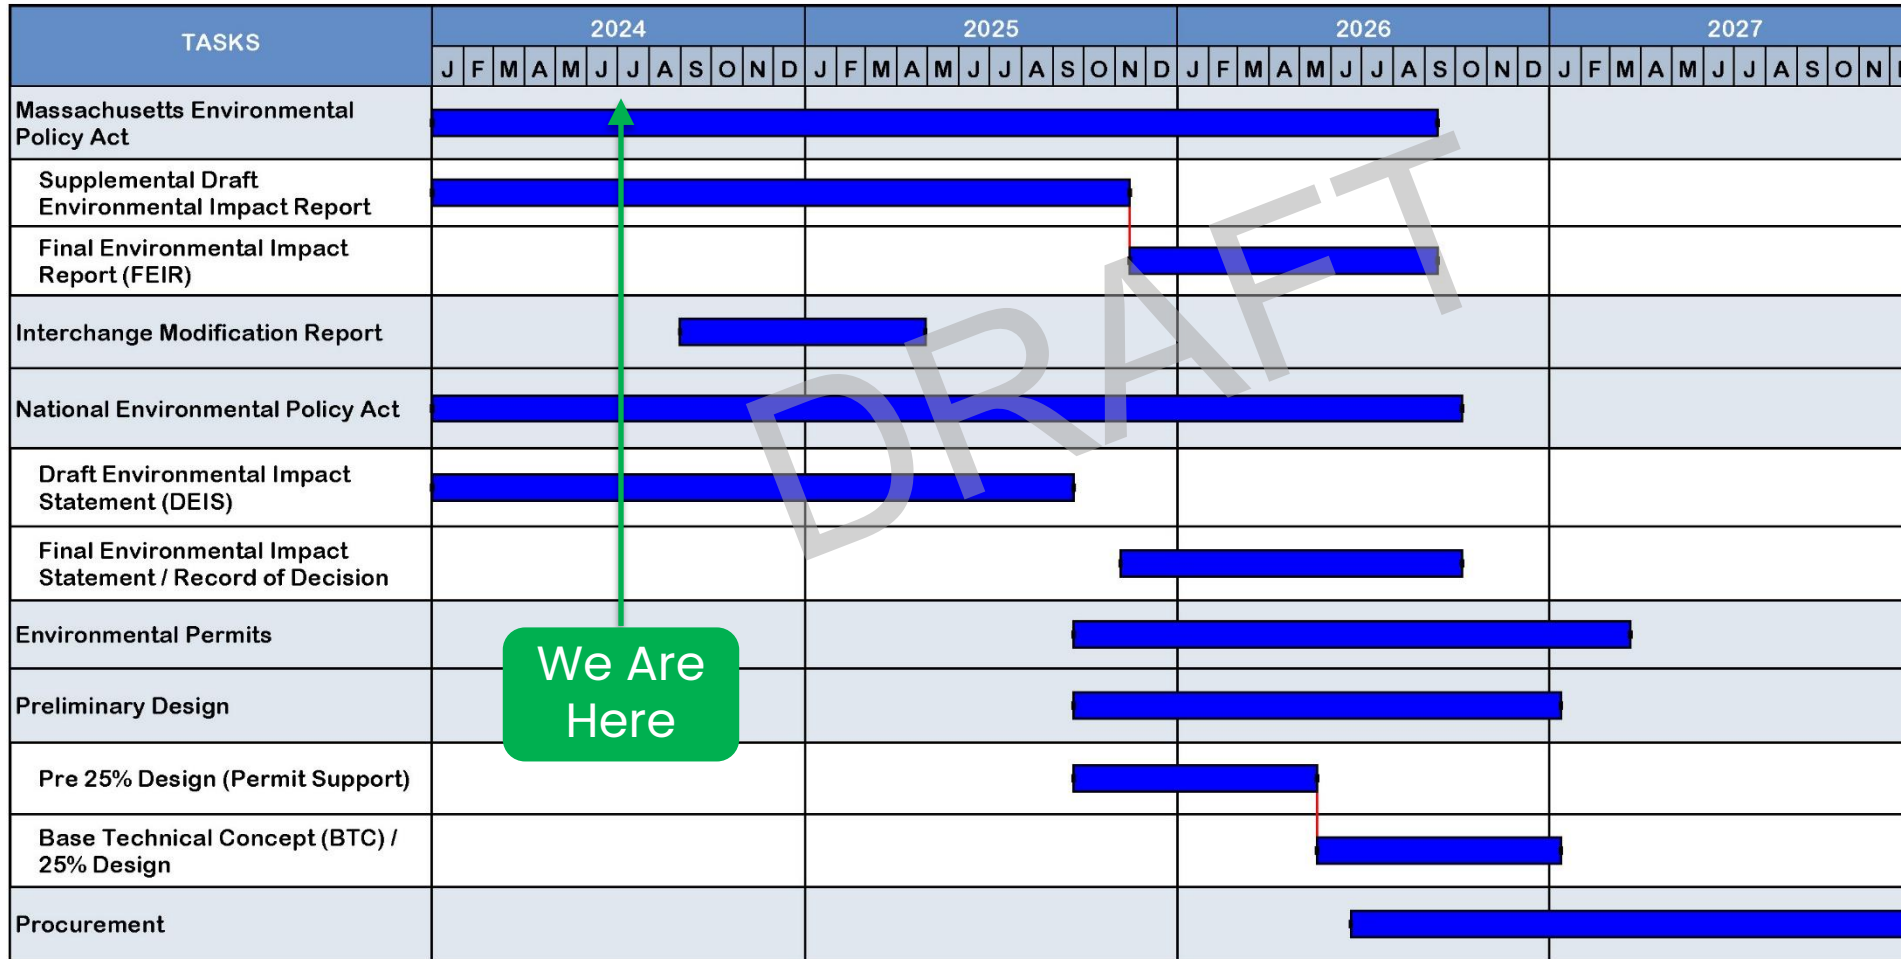 TASKS
2024
2025
2026
2027
J F M A M J J A S O N D J F M A M J J A S O N D J F M A M J J A S O N D J F M A M J J A S O N
Massachusetts Environmental
Policy Act
Supplemental Draft
Environmental Impact Report
Final Environmental Impact
Report (FEIR)
Interchange Modification Report
National Environmental Policy Act
Draft Environmental Impact
Statement (DEIS)
Final Environmental Impact
Statement / Record of Decision
Environmental Permits
Preliminary Design
Pre 25% Design (Permit Support)
Base Technical Concept (BTC) /
25% Design
Procurement
We Are
Here
DRAFT